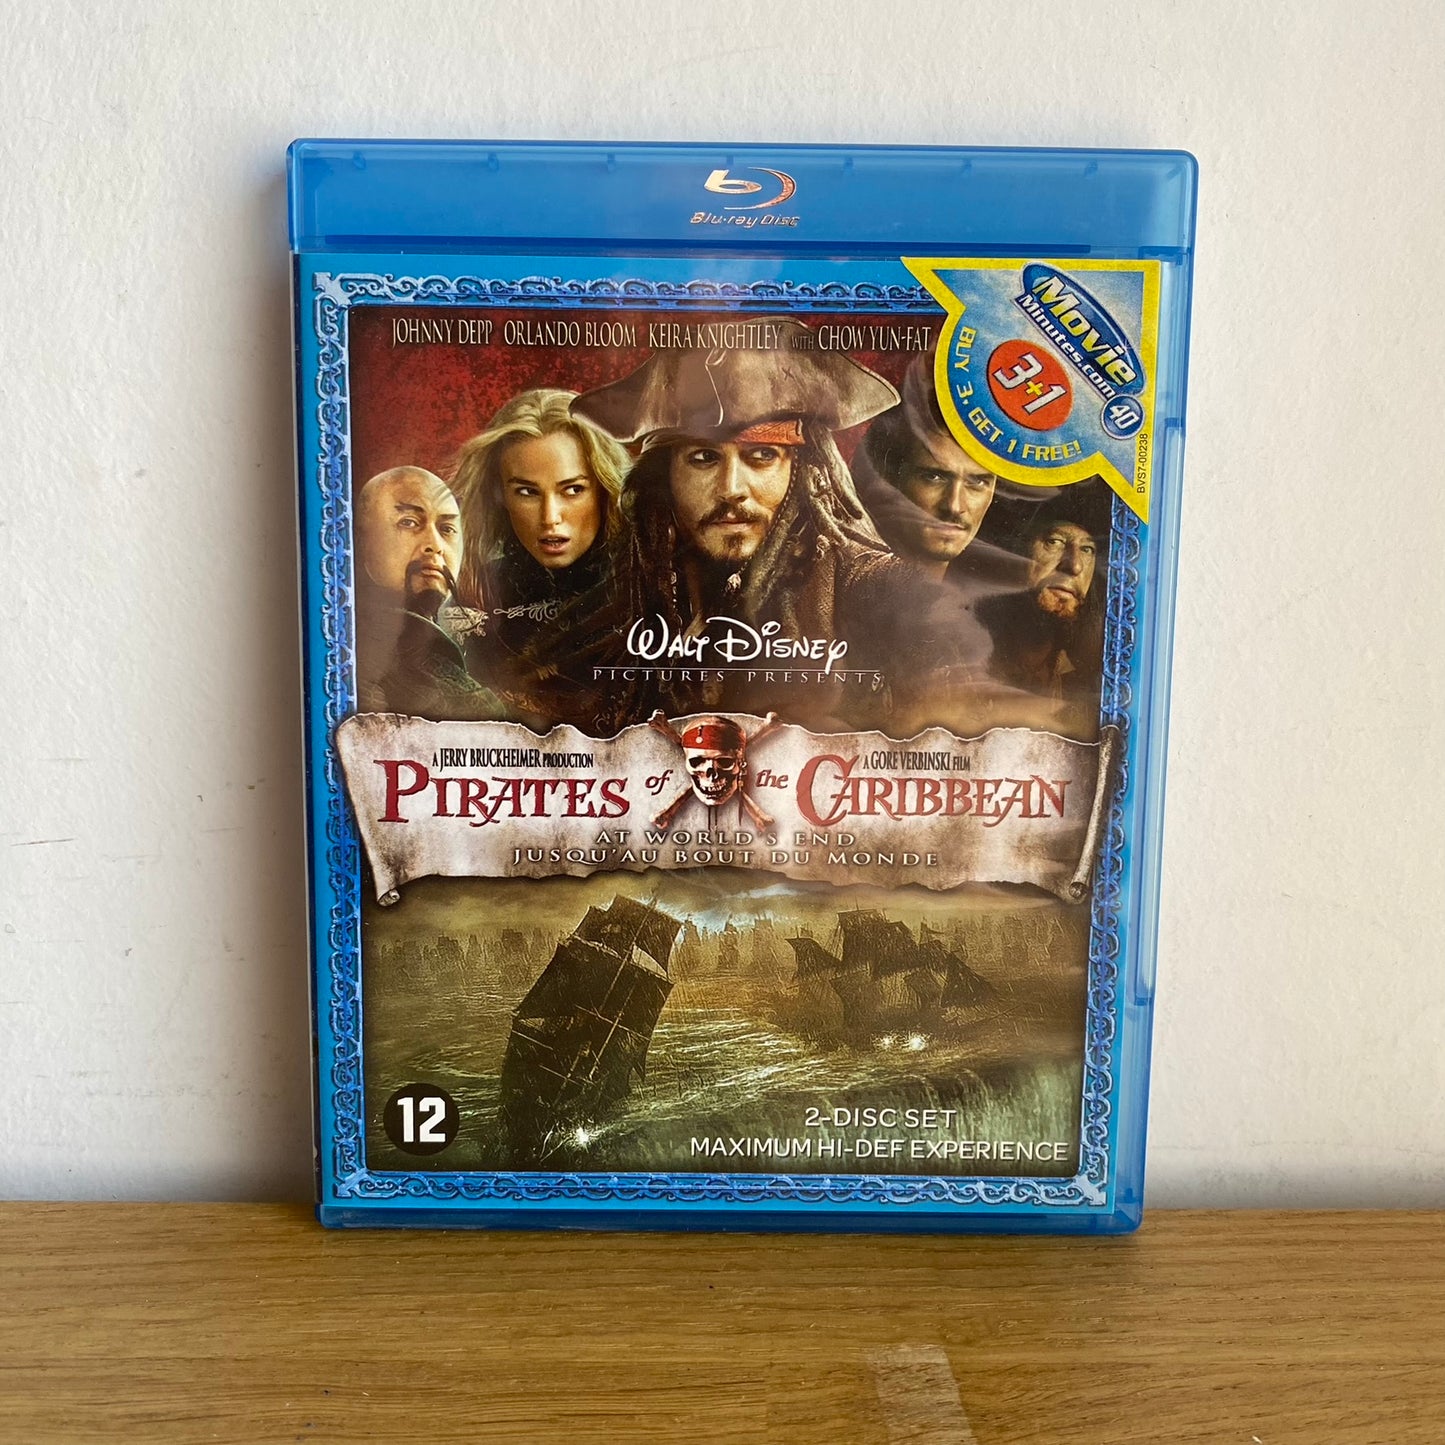 Blu-ray Disc
JOHNNY DEPP ORLANDO BLOOM KEIRA KNIGHTLEY WITH CHOW YUN-FAT
Movie
Minutes.com
40
3+1
BUY 3, GET 1 FREE!
BVS7-00238
WALT DISNEY
PICTURES PRESENTS
A JERRY BRUCKHEIMER PRODUCTION
A GORE VERBINSKI FILM
PIRATES of the CARIBBEAN
AT WORLD'S END
JUSQU'AU BOUT DU MONDE
12
2-DISC SET
MAXIMUM HI-DEF EXPERIENCE